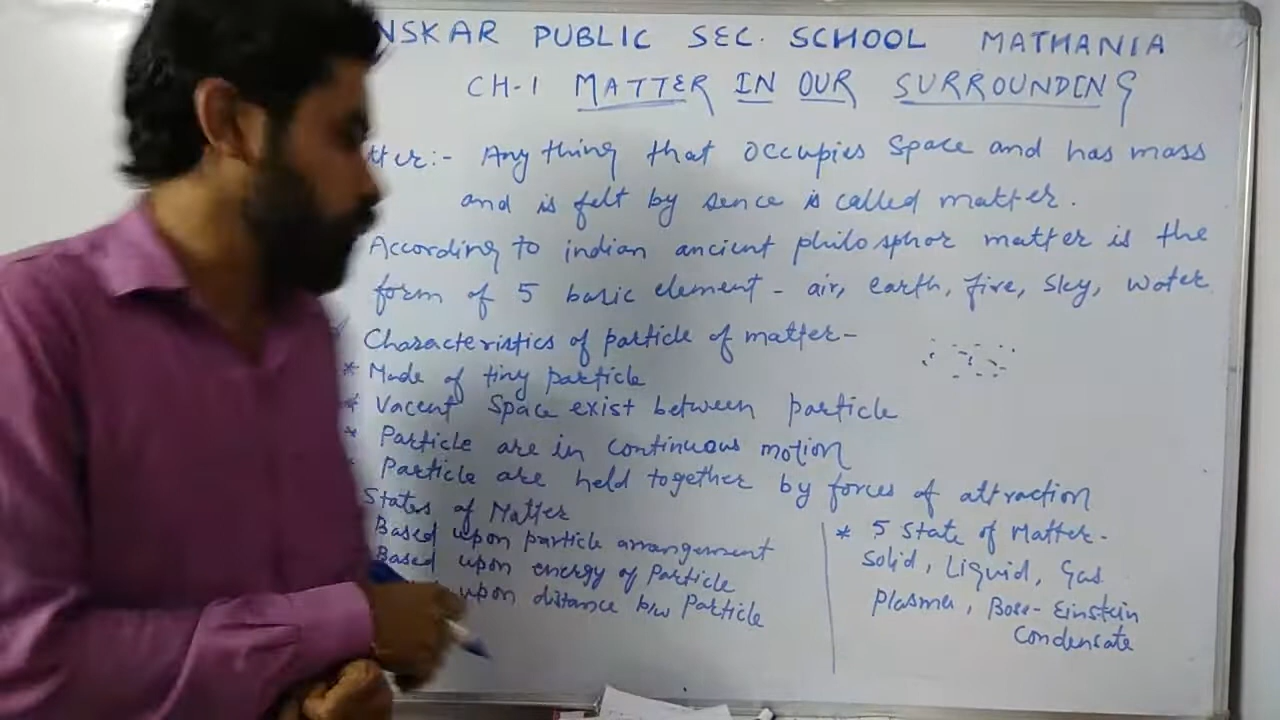 NSKAR PUBLIC SEC. SCHOOL MATHANIA
CH-1 MATTER IN OUR SURROUNDING
tter:- Any thing that occupies Space and has mass
and is felt by sence is called matter.
According to indian ancient philosphor matter is the
form of 5 basic element - air, earth, fire, sky, water
Characteristics of particle of matter-
* Made of tiny particle
* Vacent Space exist between particle
* Particle are in continuous motion
* Particle are held together by forces of attraction
States of Matter
Based upon particle arrangement
Based upon energy of Particle
upon distance b/w Particle
* 5 State of Matter-
Solid, Liquid, Gas
Plasma, Bose-Einstein
Condensate